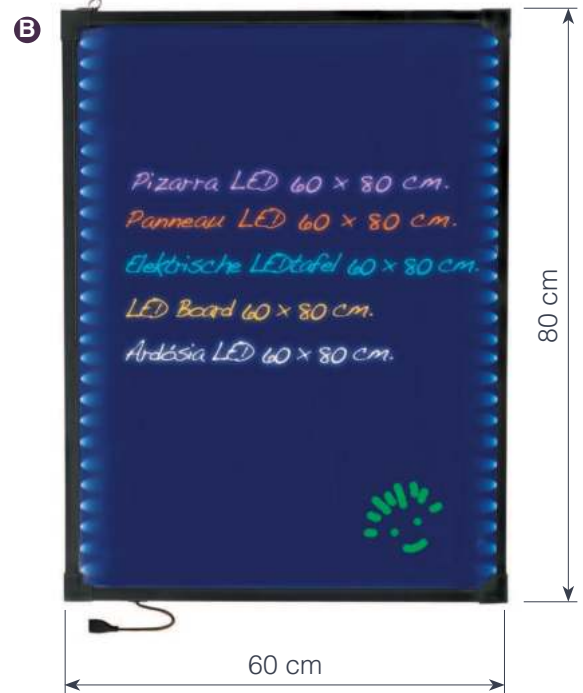 B
Pizarra LED 60 x 80 cm.
Panneau LED 60 x 80 cm.
Elektrische LEDtafel 60 x 80 cm.
LED Board 60 x 80 cm.
Ardósia LED 60 x 80 cm.
80 cm
60 cm